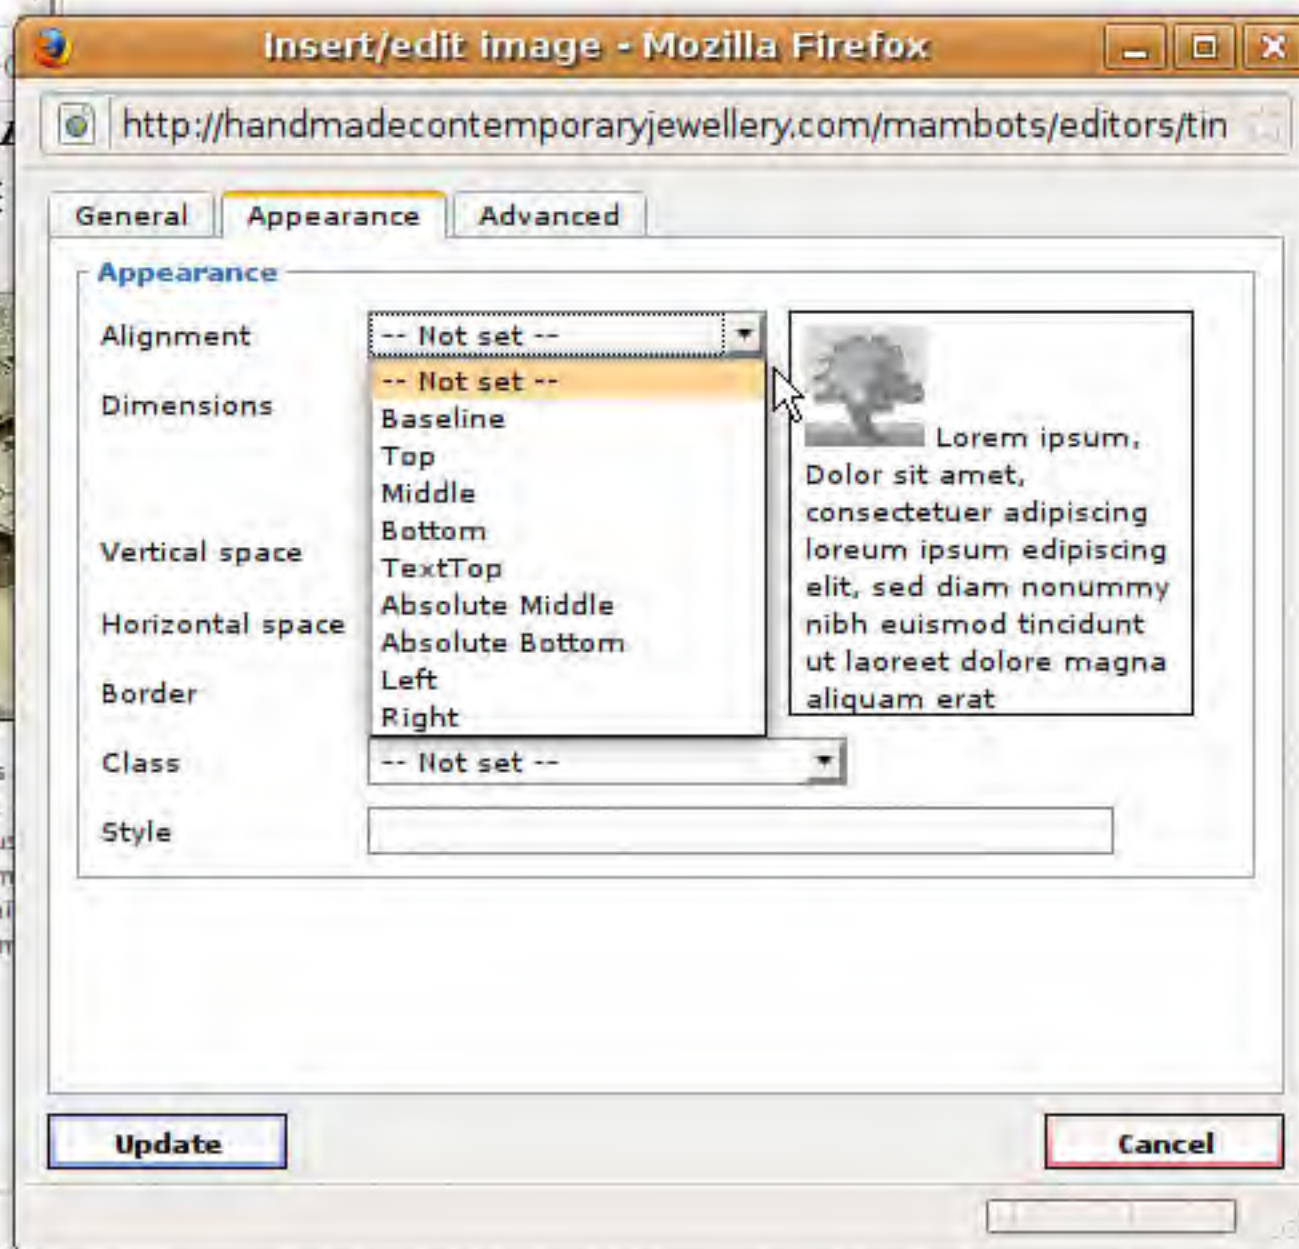 Insert/edit image - Mozilla Firefox
http://handmadecontemporaryjewellery.com/mambots/editors/tin
General Appearance Advanced
Appearance
Alignment -- Not set --
-- Not set --
Dimensions
Baseline
Top
Middle
Bottom
TextTop
Absolute Middle
Absolute Bottom
Left
Right
Vertical space
Horizontal space
Border
Lorem ipsum,
Dolor sit amet,
consectetuer adipiscing
loreum ipsum edipiscing
elit, sed diam nonummy
nibh euismod tincidunt
ut laoreet dolore magna
aliquam erat
Class -- Not set --
Style
Update Cancel